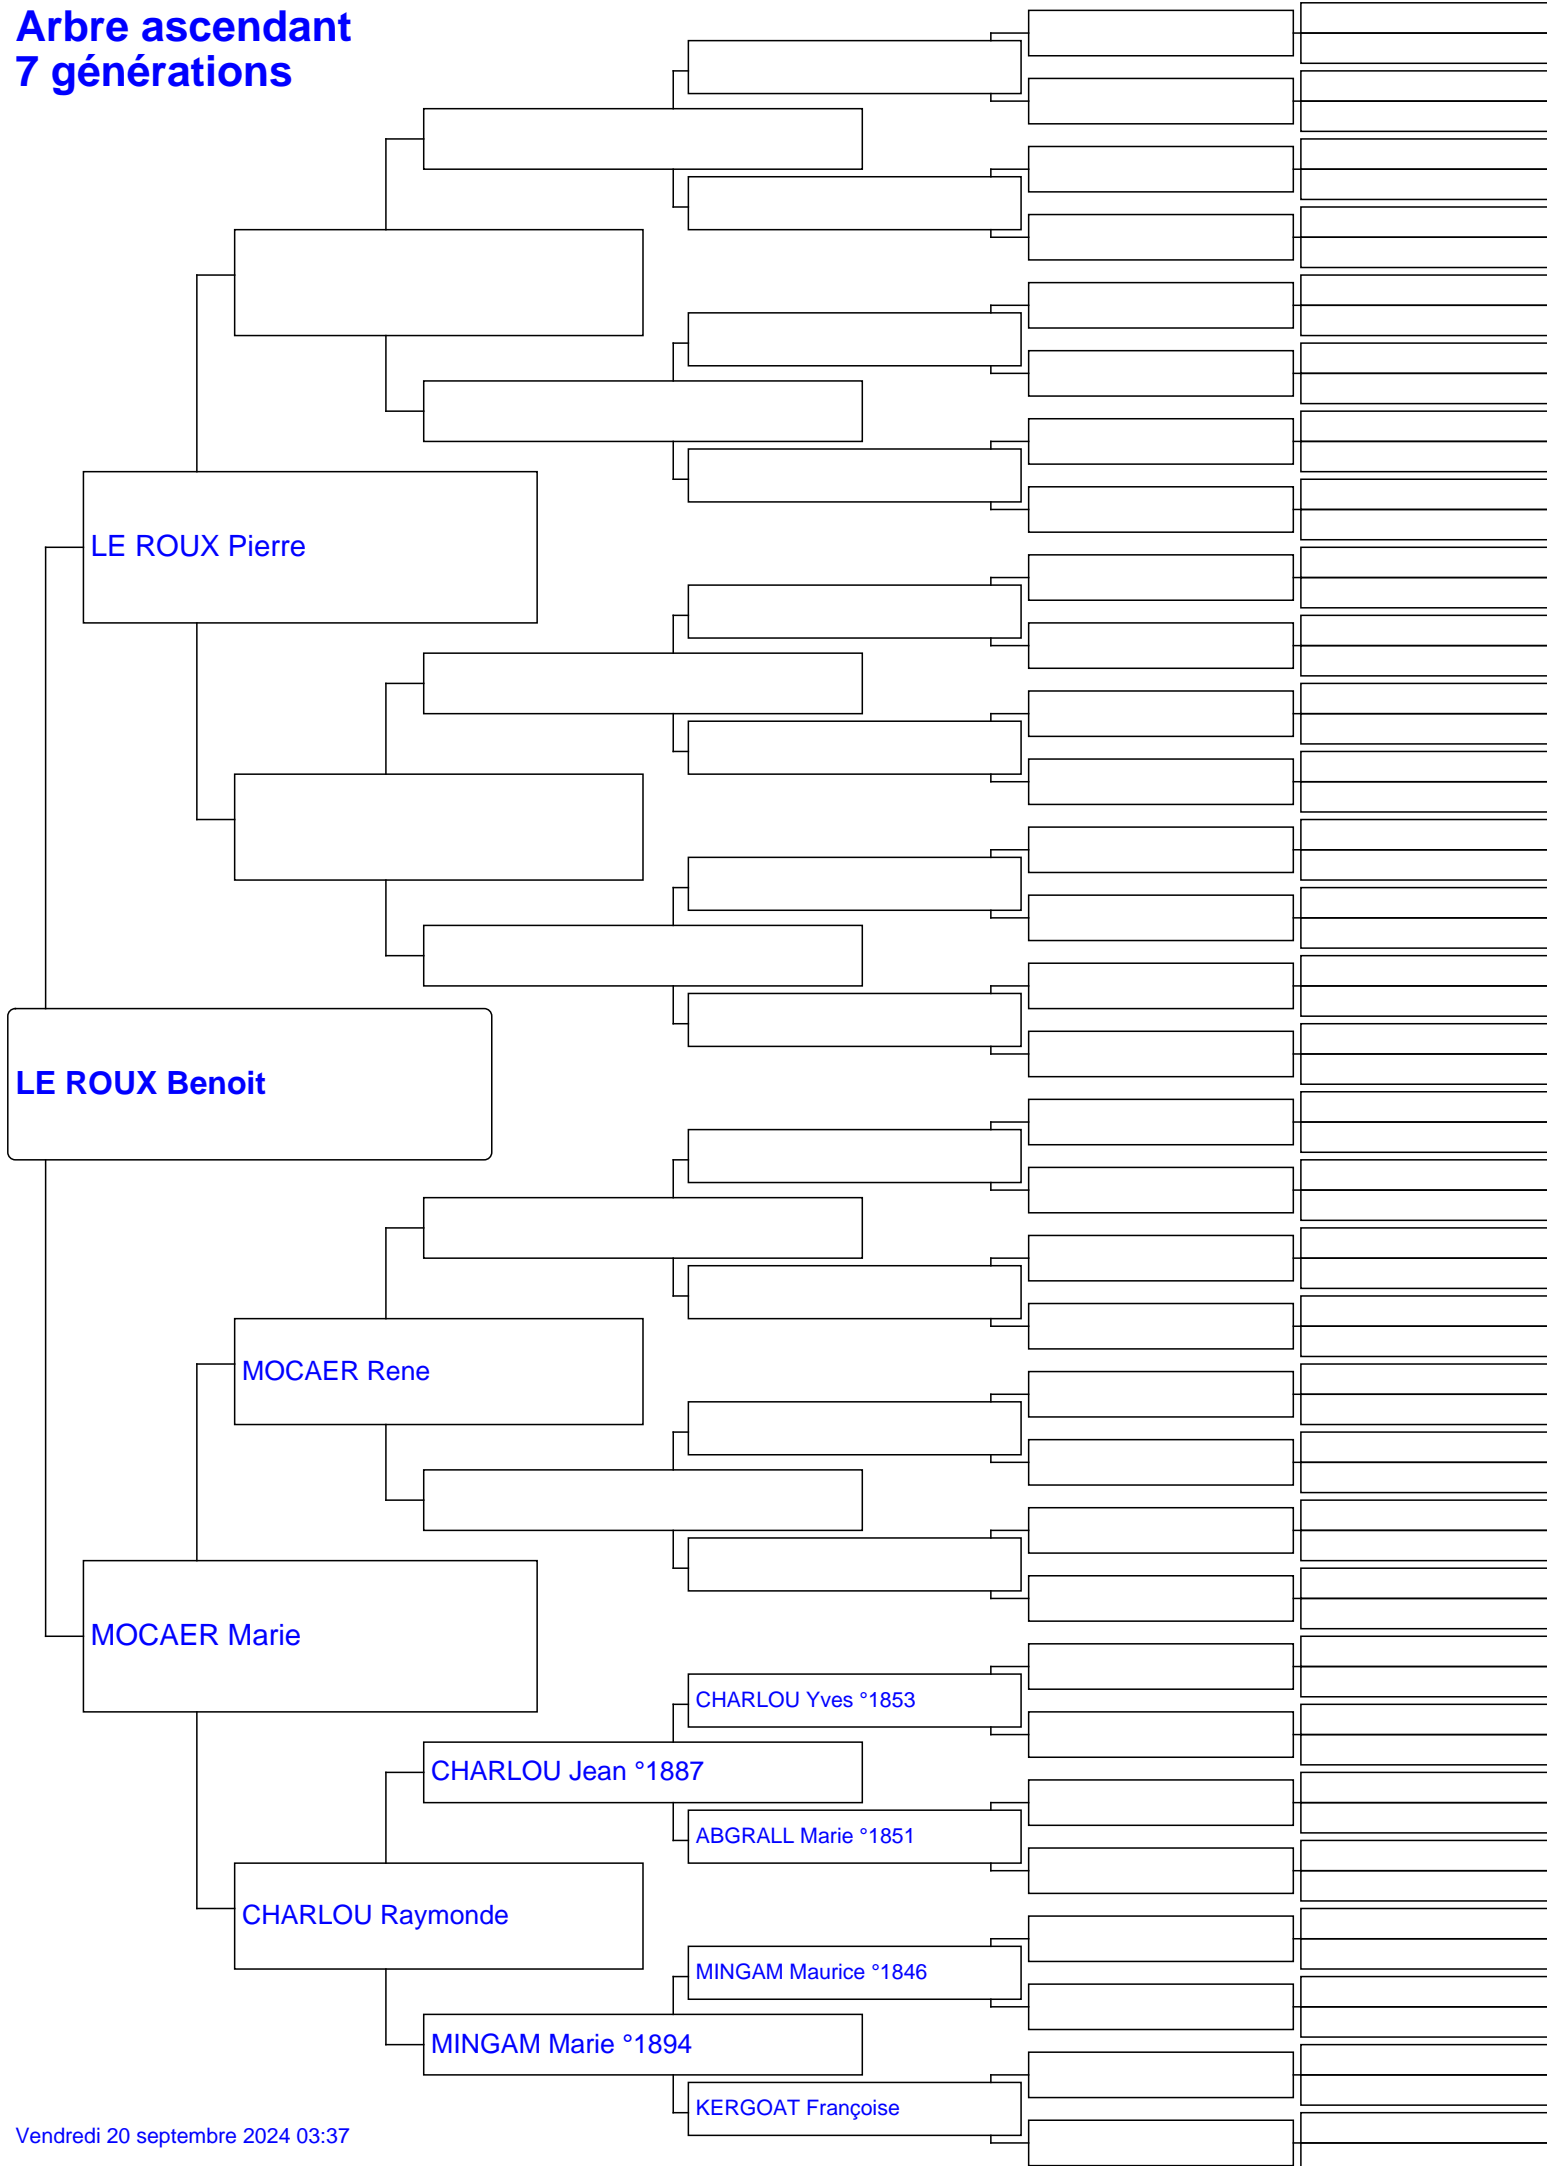 Arbre ascendant
7 générations
LE ROUX Pierre
LE ROUX Benoit
MOCAER Rene
MOCAER Marie
CHARLOU Yves °1853
CHARLOU Jean °1887
ABGRALL Marie °1851
CHARLOU Raymonde
MINGAM Maurice °1846
MINGAM Marie °1894
KERGOAT Françoise
Vendredi 20 septembre 2024 03:37